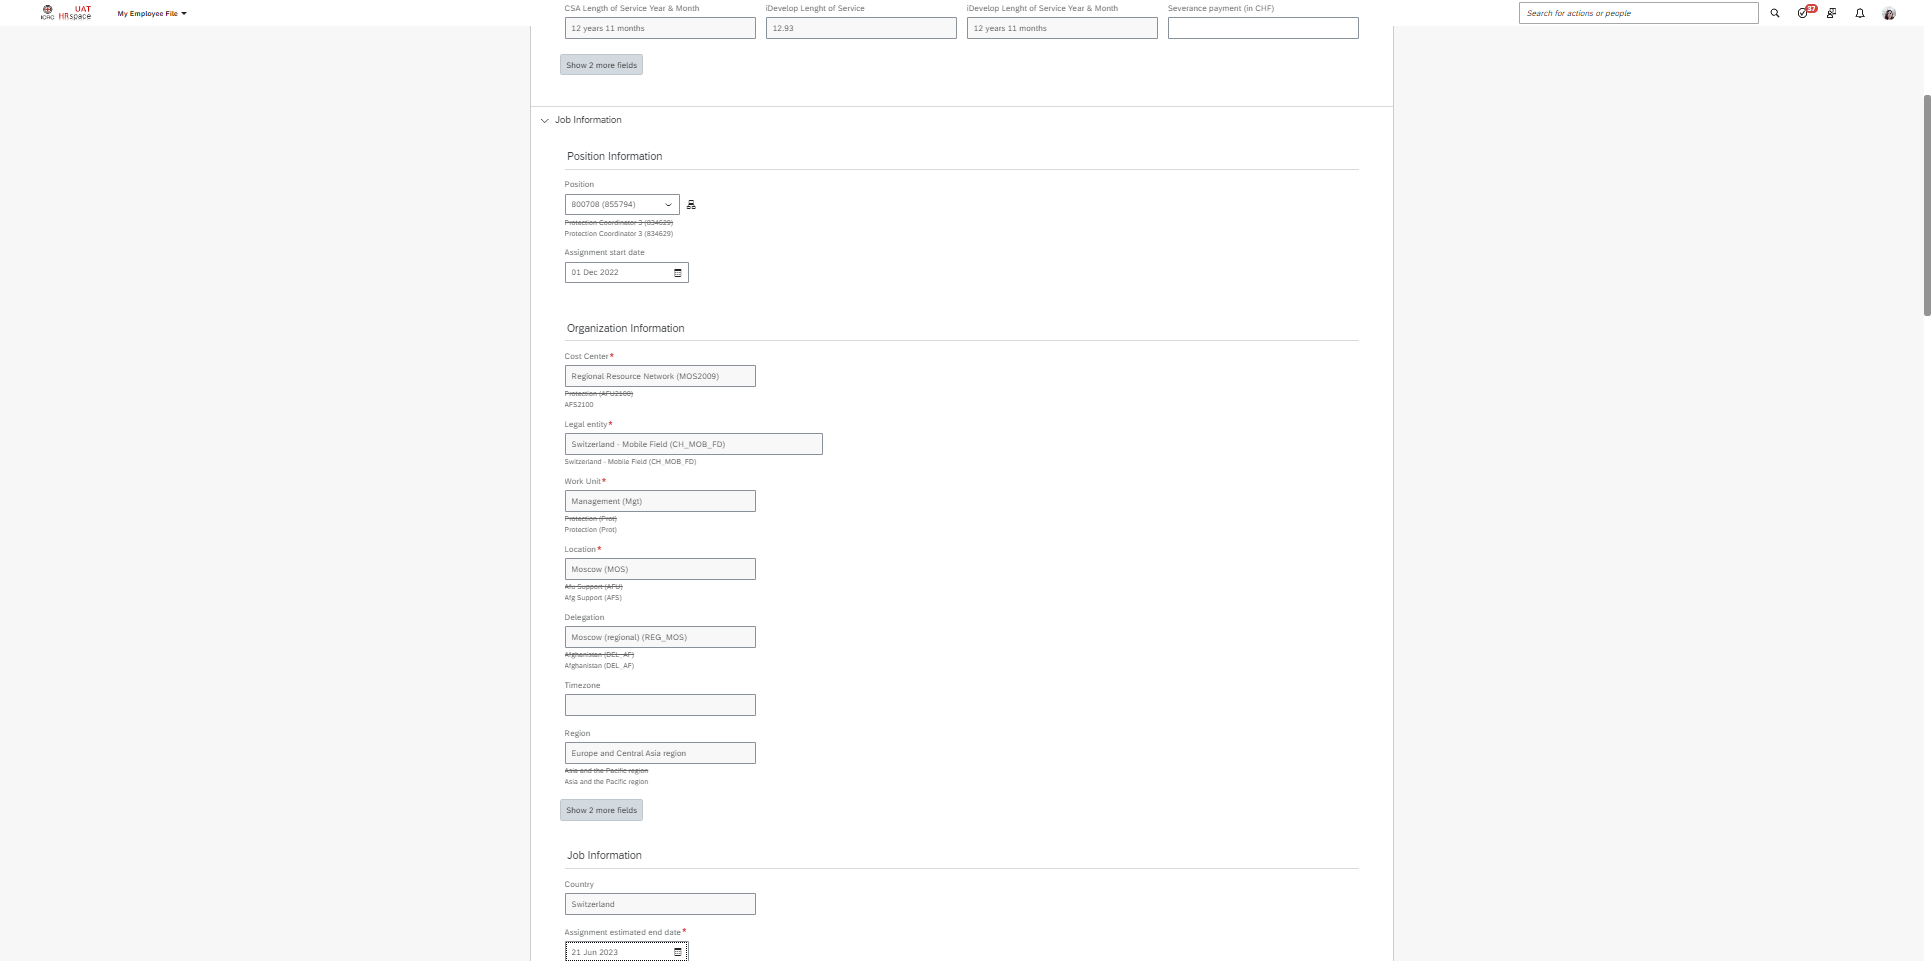 ICRC
UAT
HRspace
My Employee File
Search for actions or people
37
CSA Length of Service Year & Month
iDevelop Lenght of Service
iDevelop Lenght of Service Year & Month
Severance payment (in CHF)
12 years 11 months
12.93
12 years 11 months
Show 2 more fields
Job Information
Position Information
Position
800708 (855794)
Protection Coordinator 3 (834629)
Protection Coordinator 3 (834629)
Assignment start date
01 Dec 2022
Organization Information
Cost Center*
Regional Resource Network (MOS2009)
Protection (AFU2100)
AFS2100
Legal entity*
Switzerland - Mobile Field (CH_MOB_FD)
Switzerland - Mobile Field (CH_MOB_FD)
Work Unit*
Management (Mgt)
Protection (Prot)
Protection (Prot)
Location*
Moscow (MOS)
Afu Support (AFU)
Afg Support (AFS)
Delegation
Moscow (regional) (REG_MOS)
Afghanistan (DEL_AF)
Afghanistan (DEL_AF)
Timezone
Region
Europe and Central Asia region
Asia and the Pacific region
Asia and the Pacific region
Show 2 more fields
Job Information
Country
Switzerland
Assignment estimated end date*
21 Jun 2023